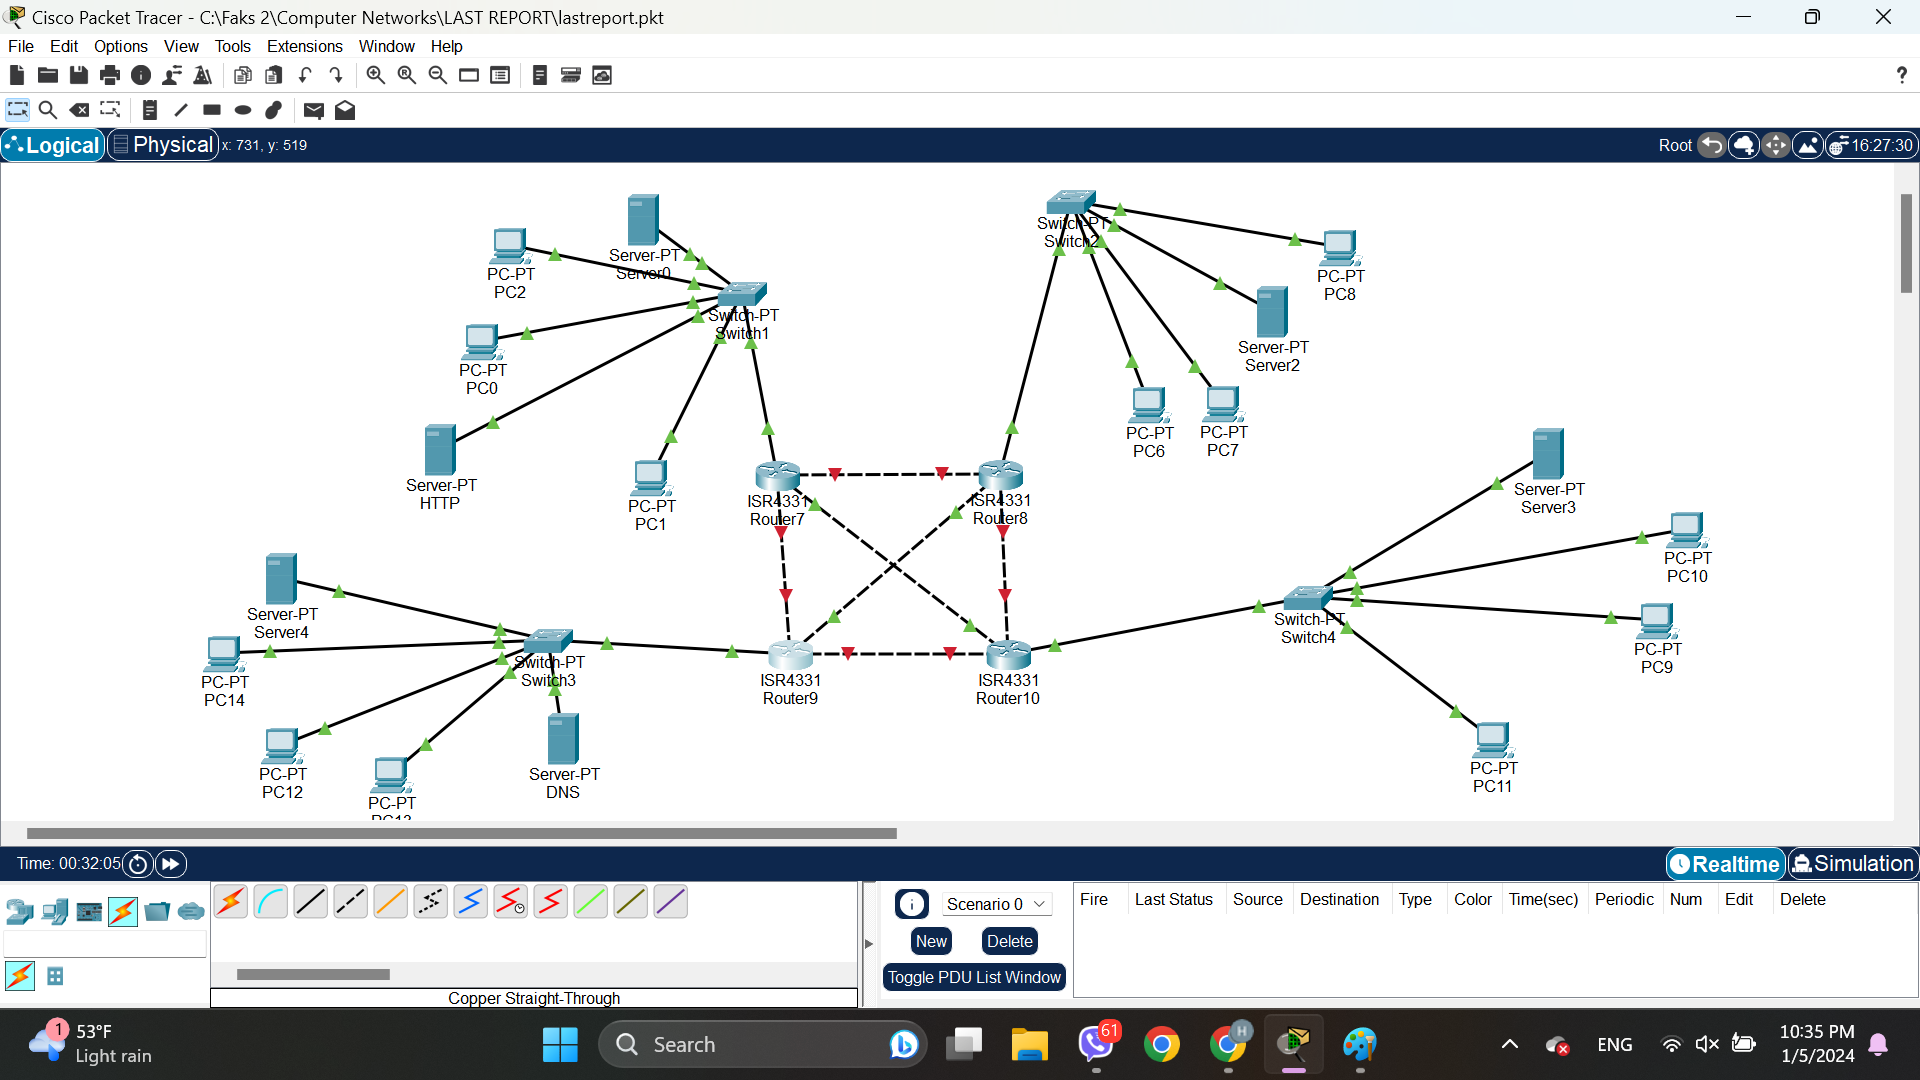 Cisco Packet Tracer - C:\Faks 2\Computer Networks\LAST REPORT\lastreport.pkt
File Edit Options View Tools Extensions Window Help
?
Logical Physical x: 731, y: 519 Root 16:27:30
Switch-PT
Switch2
PC-PT
PC2
Server-PT
Server0
PC-PT
PC8
Switch-PT
Switch1
Server-PT
Server2
PC-PT
PC0
PC-PT
PC6
PC-PT
PC7
Server-PT
HTTP
PC-PT
PC1
ISR4331
Router7
ISR4331
Router8
Server-PT
Server3
PC-PT
PC10
Server-PT
Server4
Switch-PT
Switch4
PC-PT
PC9
PC-PT
PC14
Switch-PT
Switch3
ISR4331
Router9
ISR4331
Router10
PC-PT
PC12
PC-PT
PC13
Server-PT
DNS
PC-PT
PC11
Time: 00:32:05 Realtime Simulation
Scenario 0
New Delete
Toggle PDU List Window
Fire Last Status Source Destination Type Color Time(sec) Periodic Num Edit Delete
Copper Straight-Through
1
53°F
Light rain
Search
61
H
ENG
10:35 PM
1/5/2024